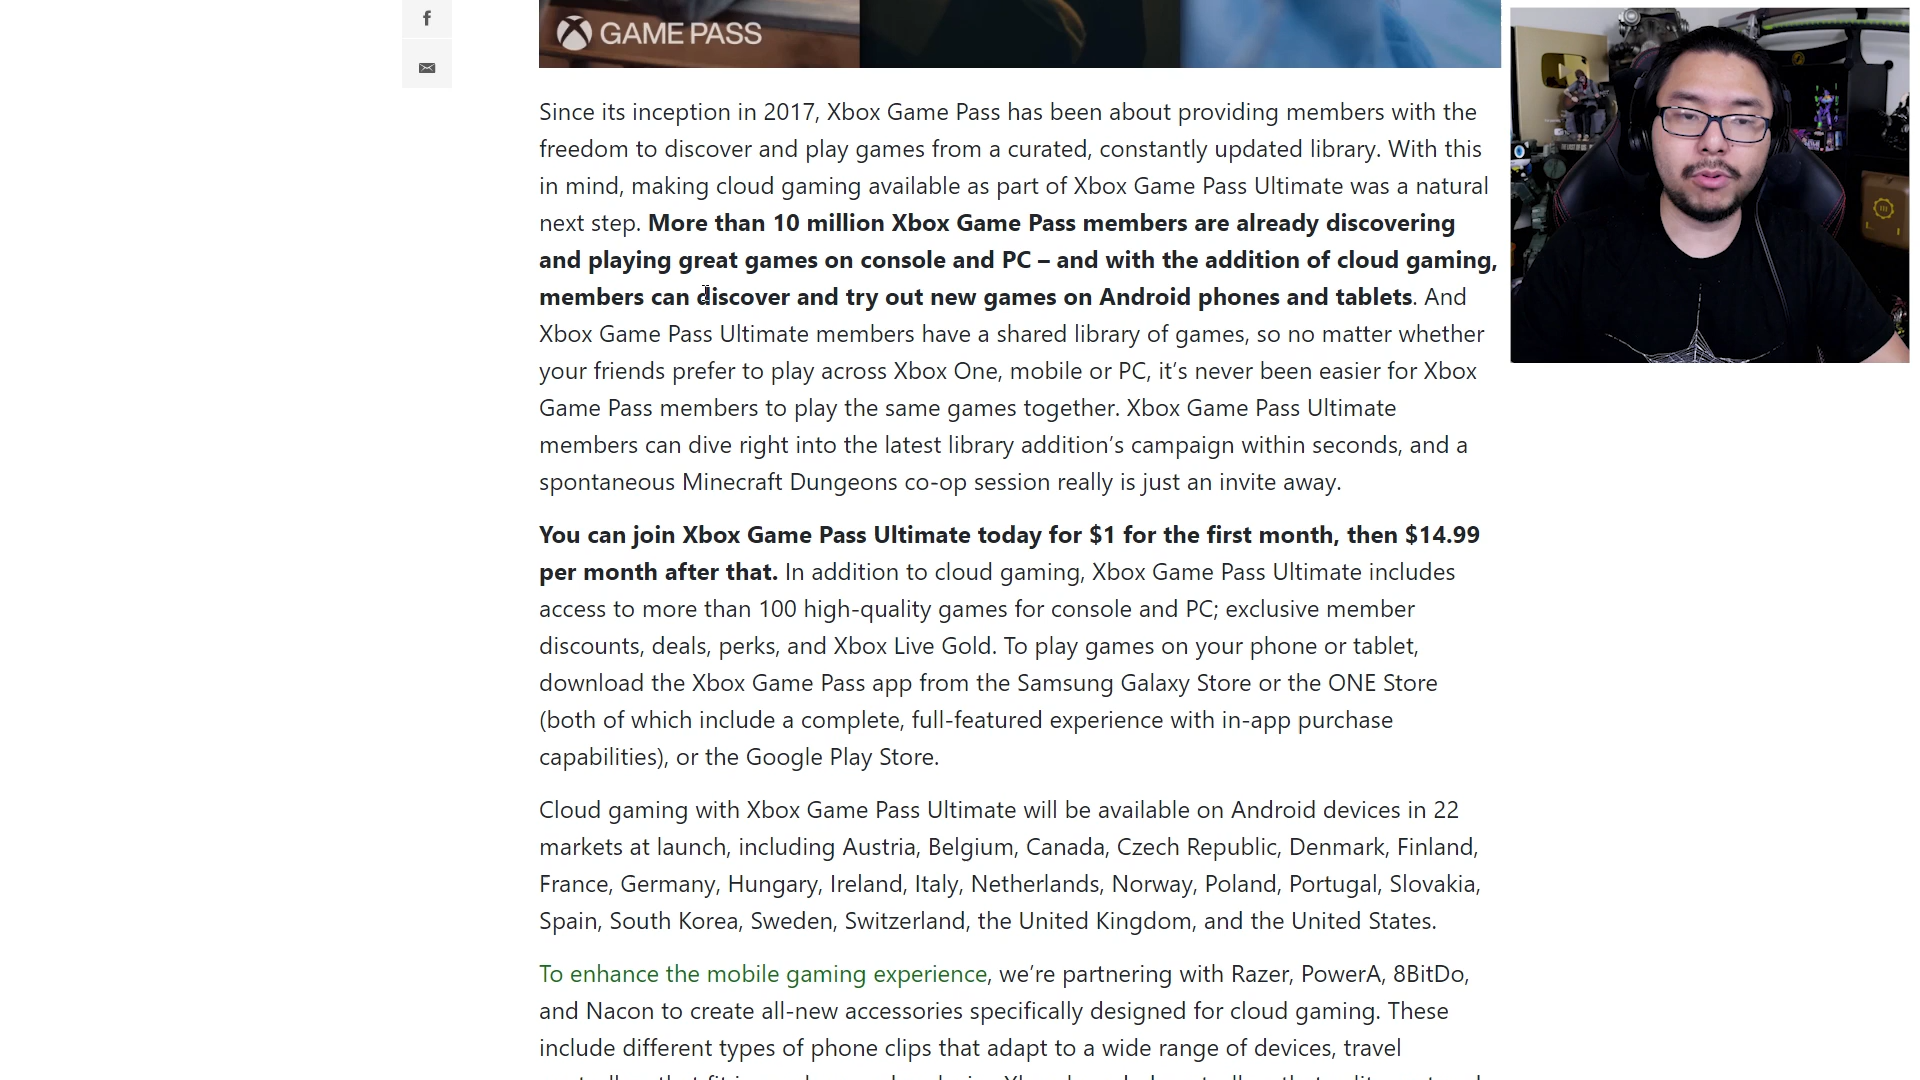 GAME PASS
Since its inception in 2017, Xbox Game Pass has been about providing members with the
freedom to discover and play games from a curated, constantly updated library. With this
in mind, making cloud gaming available as part of Xbox Game Pass Ultimate was a natural
next step. More than 10 million Xbox Game Pass members are already discovering
and playing great games on console and PC – and with the addition of cloud gaming,
members can discover and try out new games on Android phones and tablets. And
Xbox Game Pass Ultimate members have a shared library of games, so no matter whether
your friends prefer to play across Xbox One, mobile or PC, it’s never been easier for Xbox
Game Pass members to play the same games together. Xbox Game Pass Ultimate
members can dive right into the latest library addition’s campaign within seconds, and a
spontaneous Minecraft Dungeons co-op session really is just an invite away.
You can join Xbox Game Pass Ultimate today for $1 for the first month, then $14.99
per month after that. In addition to cloud gaming, Xbox Game Pass Ultimate includes
access to more than 100 high-quality games for console and PC; exclusive member
discounts, deals, perks, and Xbox Live Gold. To play games on your phone or tablet,
download the Xbox Game Pass app from the Samsung Galaxy Store or the ONE Store
(both of which include a complete, full-featured experience with in-app purchase
capabilities), or the Google Play Store.
Cloud gaming with Xbox Game Pass Ultimate will be available on Android devices in 22
markets at launch, including Austria, Belgium, Canada, Czech Republic, Denmark, Finland,
France, Germany, Hungary, Ireland, Italy, Netherlands, Norway, Poland, Portugal, Slovakia,
Spain, South Korea, Sweden, Switzerland, the United Kingdom, and the United States.
To enhance the mobile gaming experience, we’re partnering with Razer, PowerA, 8BitDo,
and Nacon to create all-new accessories specifically designed for cloud gaming. These
include different types of phone clips that adapt to a wide range of devices, travel